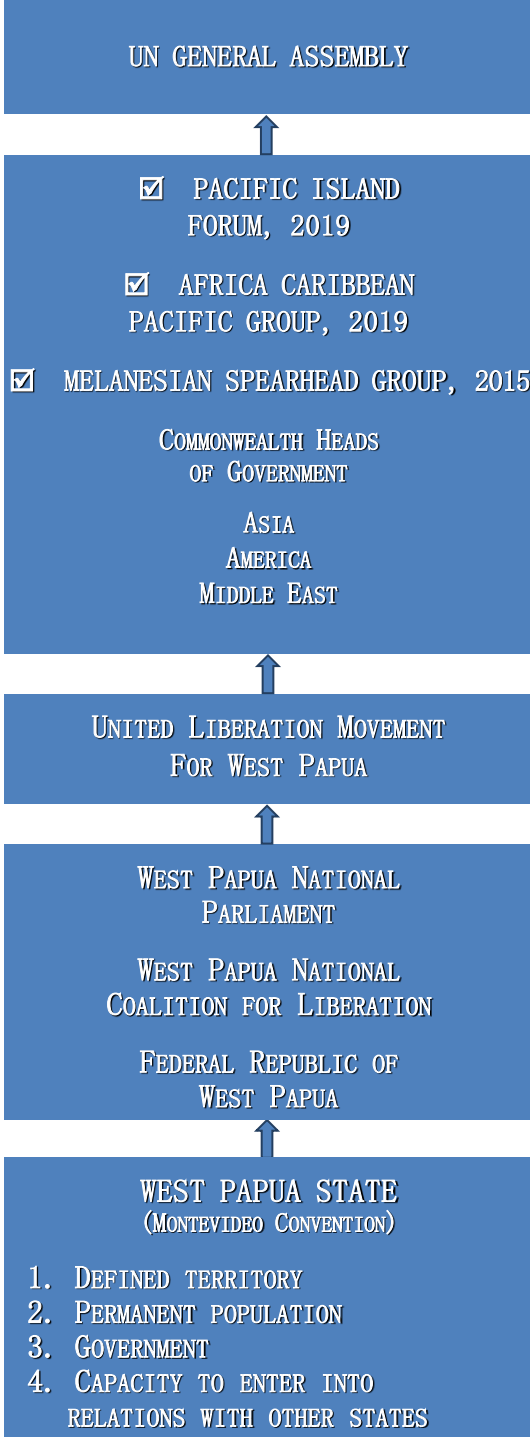 UN GENERAL ASSEMBLY
☑ PACIFIC ISLAND
FORUM, 2019
☑ AFRICA CARIBBEAN
PACIFIC GROUP, 2019
☑ MELANESIAN SPEARHEAD GROUP, 2015
COMMONWEALTH HEADS
OF GOVERNMENT
ASIA
AMERICA
MIDDLE EAST
UNITED LIBERATION MOVEMENT
FOR WEST PAPUA
WEST PAPUA NATIONAL
PARLIAMENT
WEST PAPUA NATIONAL
COALITION FOR LIBERATION
FEDERAL REPUBLIC OF
WEST PAPUA
WEST PAPUA STATE
(MONTEVIDEO CONVENTION)
1. DEFINED TERRITORY
2. PERMANENT POPULATION
3. GOVERNMENT
4. CAPACITY TO ENTER INTO
RELATIONS WITH OTHER STATES